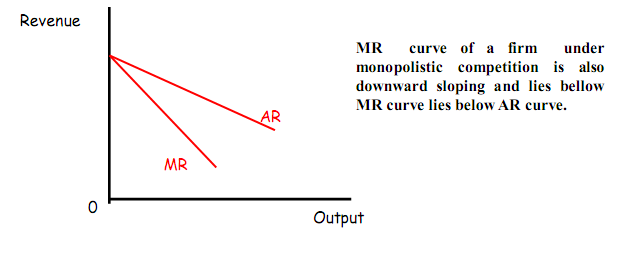 Revenue
MR curve of a firm under
monopolistic competition is also
downward sloping and lies bellow
MR curve lies below AR curve.
AR
MR
0
Output